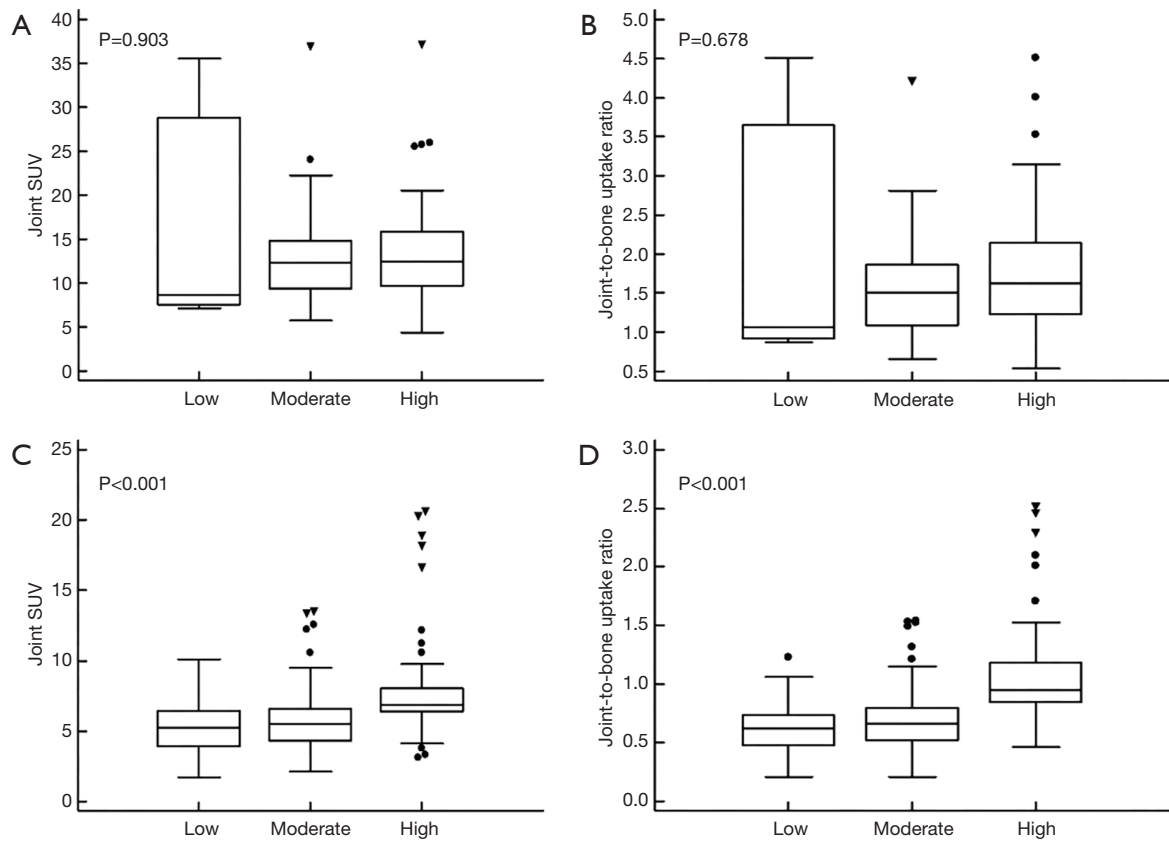 A
P=0.903
Joint SUV
40
35
30
25
20
15
10
5
0
Low Moderate High
B
P=0.678
Joint-to-bone uptake ratio
5.0
4.5
4.0
3.5
3.0
2.5
2.0
1.5
1.0
0.5
Low Moderate High
C
P<0.001
Joint SUV
25
20
15
10
5
0
Low Moderate High
D
P<0.001
Joint-to-bone uptake ratio
3.0
2.5
2.0
1.5
1.0
0.5
0.0
Low Moderate High